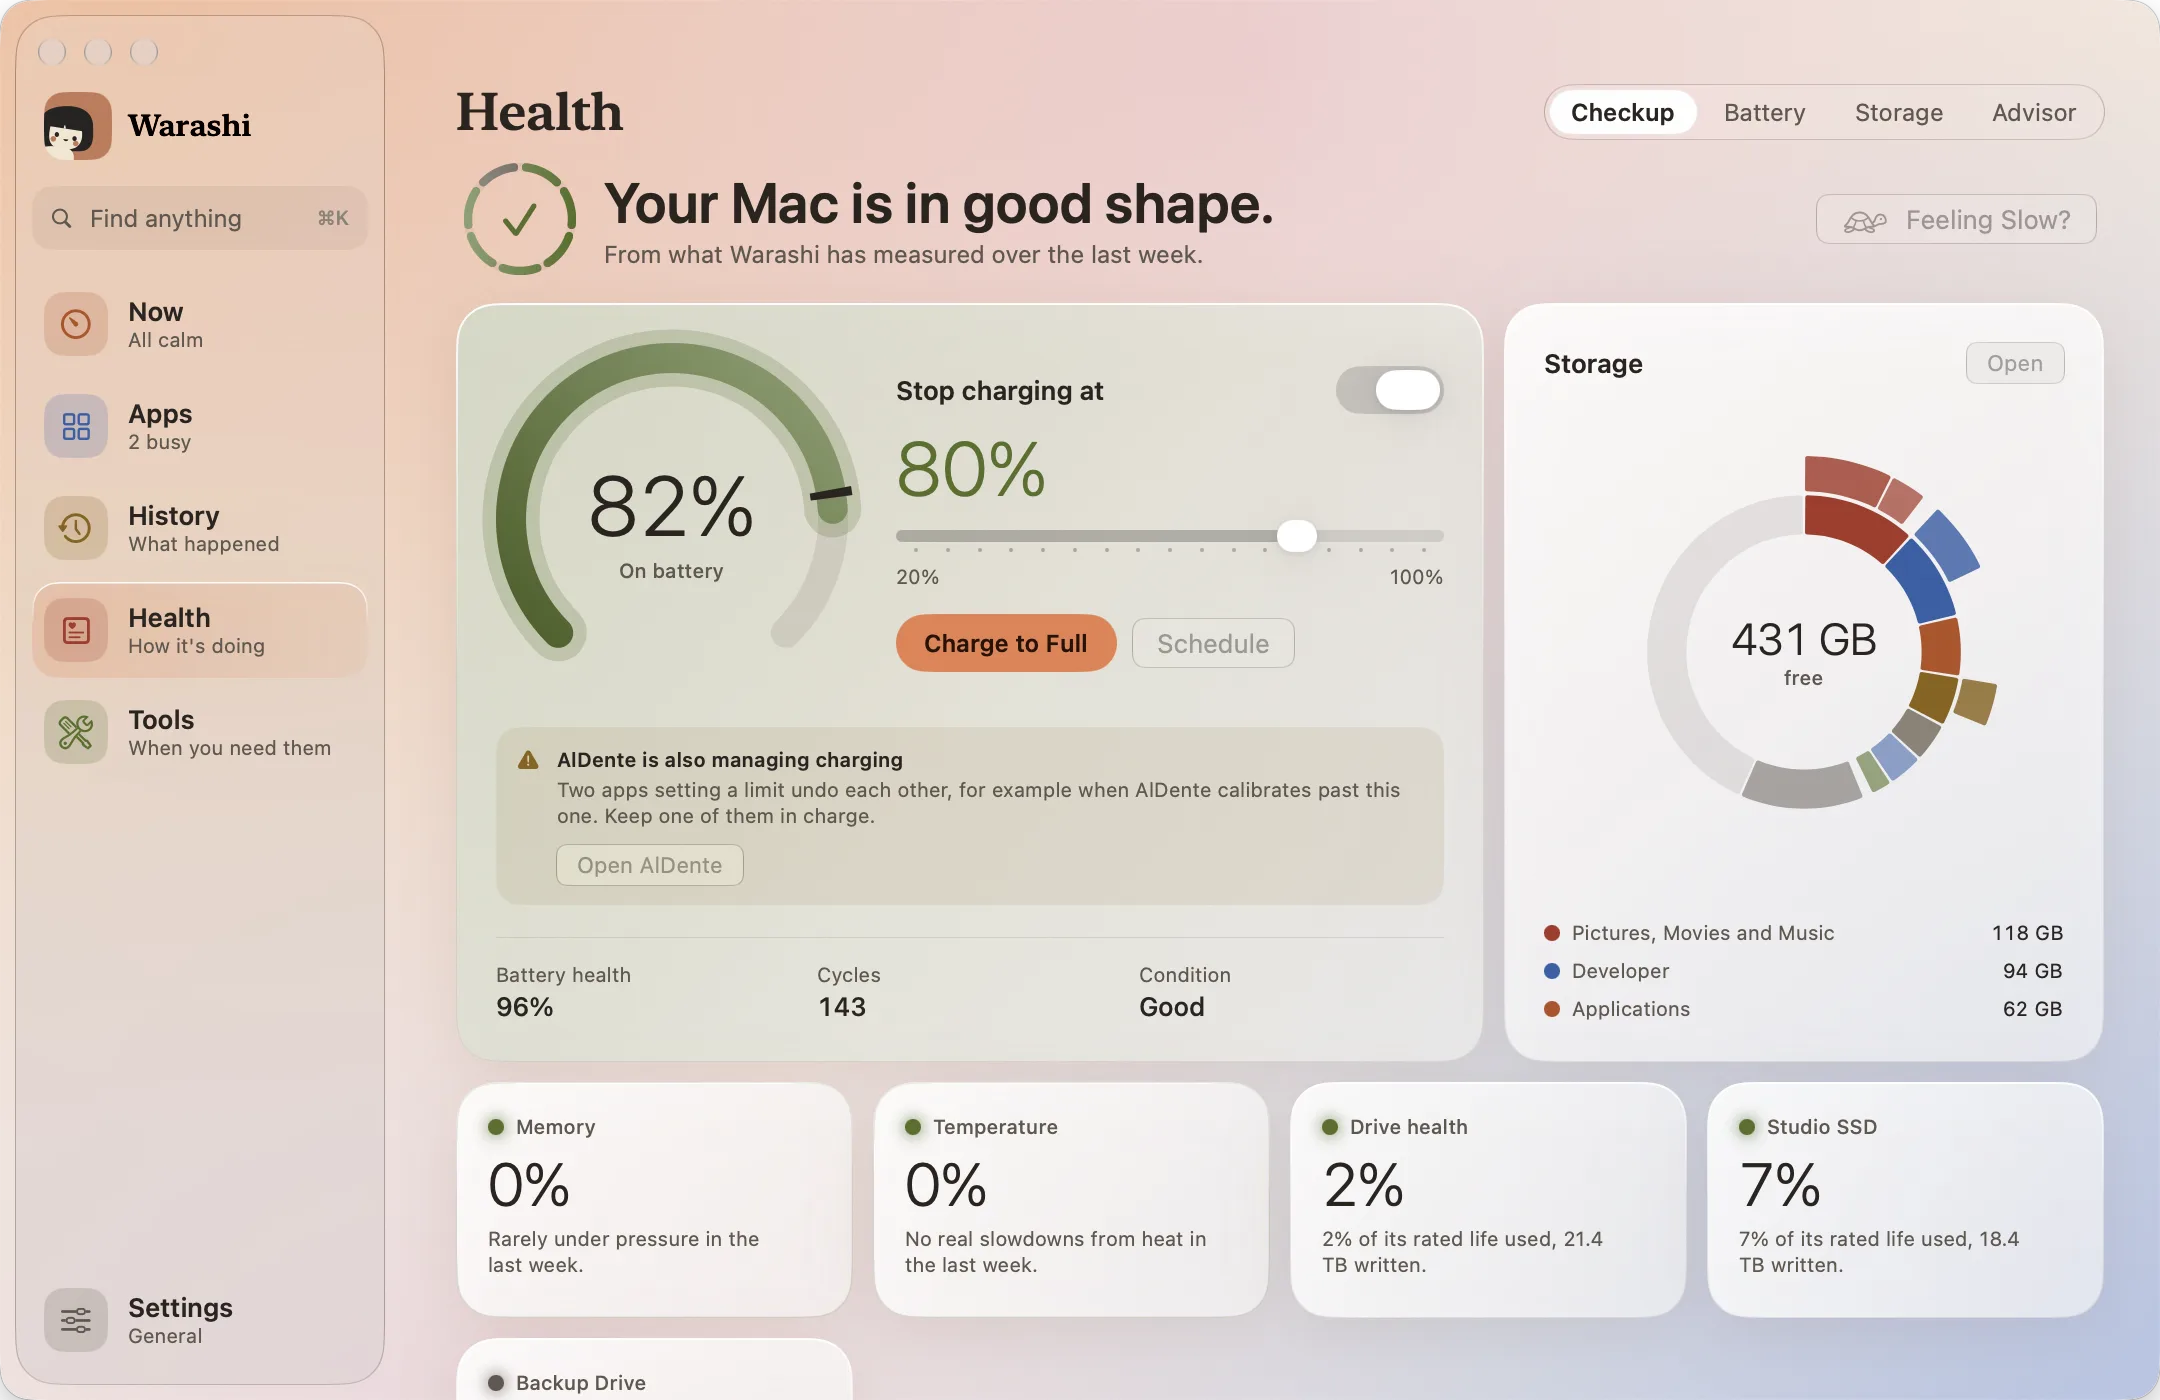 Warashi
Find anything ⌘K
Now
All calm
Apps
2 busy
History
What happened
Health
How it's doing
Tools
When you need them
Settings
General
Health
Checkup Battery Storage Advisor
Your Mac is in good shape.
From what Warashi has measured over the last week.
Feeling Slow?
82%
On battery
Stop charging at
80%
20% 100%
Charge to Full Schedule
AlDente is also managing charging
Two apps setting a limit undo each other, for example when AlDente calibrates past this
one. Keep one of them in charge.
Open AlDente
Battery health Cycles Condition
96% 143 Good
Storage Open
431 GB
free
Pictures, Movies and Music 118 GB
Developer 94 GB
Applications 62 GB
Memory
0%
Rarely under pressure in the
last week.
Temperature
0%
No real slowdowns from heat in
the last week.
Drive health
2%
2% of its rated life used, 21.4
TB written.
Studio SSD
7%
7% of its rated life used, 18.4
TB written.
Backup Drive